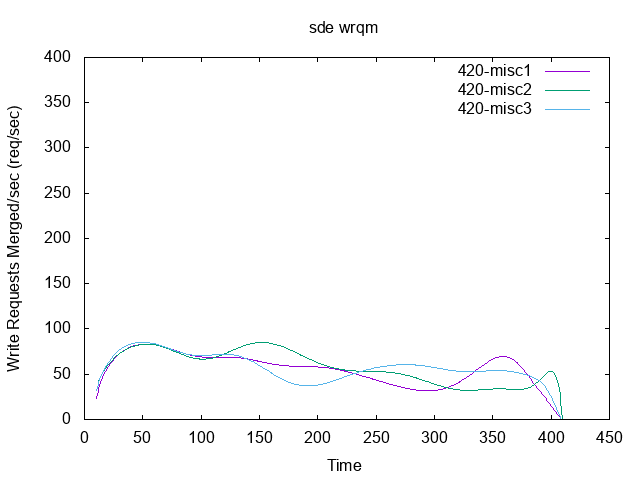 sde wrqm
Write Requests Merged/sec (req/sec)
400
350
300
250
200
150
100
50
0
420-misc1
420-misc2
420-misc3
0 50 100 150 200 250 300 350 400 450
Time